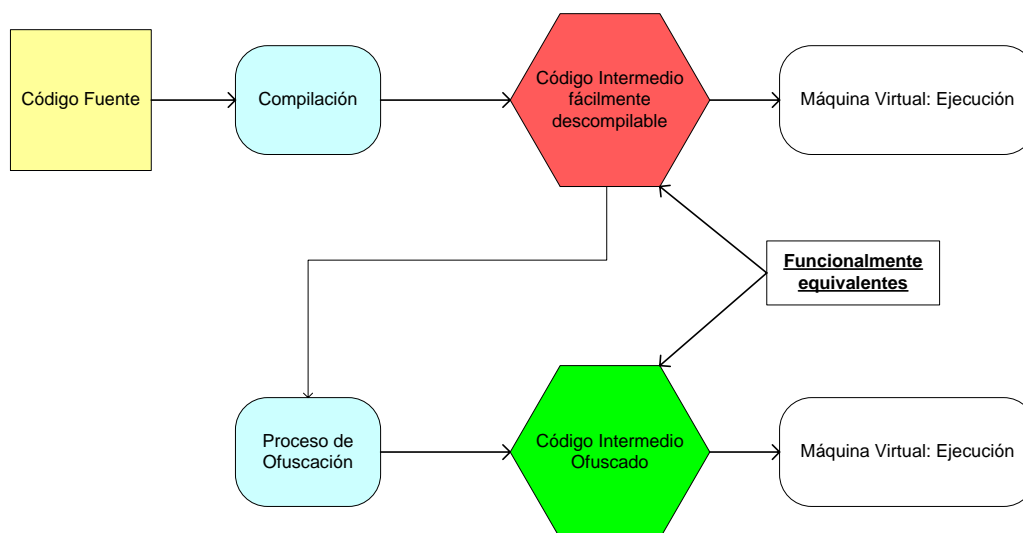 Código Fuente
Compilación
Código Intermedio
fácilmente
descompilable
Máquina Virtual: Ejecución
Funcionalmente
equivalentes
Proceso de
Ofuscación
Código Intermedio
Ofuscado
Máquina Virtual: Ejecución